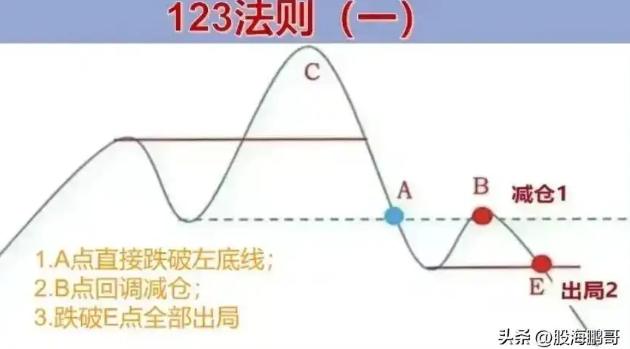 123法则（一）
C
A
B
减仓1
1.A点直接跌破左底线；
2.B点回调减仓；
3.跌破E点全部出局
E
出局2
头条 @股海鹏哥